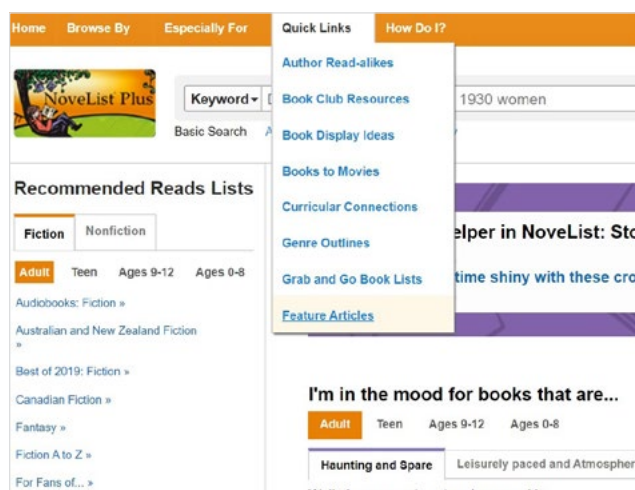 Home Browse By Especially For Quick Links How Do I?
NoveList Plus
Keyword
1930 women
Basic Search
Author Read-alikes
Book Club Resources
Book Display Ideas
Books to Movies
Curricular Connections
Genre Outlines
Grab and Go Book Lists
Feature Articles
Recommended Reads Lists
Fiction Nonfiction
Adult Teen Ages 9-12 Ages 0-8
Audiobooks: Fiction »
Australian and New Zealand Fiction
»
Best of 2019: Fiction »
Canadian Fiction »
Fantasy »
Fiction A to Z »
For Fans of... »
elper in NoveList: Sto
time shiny with these cro
I'm in the mood for books that are...
Adult Teen Ages 9-12 Ages 0-8
Haunting and Spare Leisurely paced and Atmospher